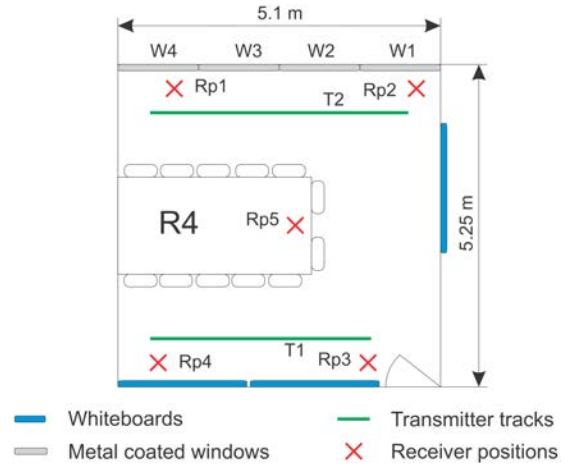 5.1 m
W4 W3 W2 W1
Rp1 Rp2
T2
R4 Rp5
5.25 m
T1
Rp4 Rp3
Whiteboards Transmitter tracks
Metal coated windows Receiver positions